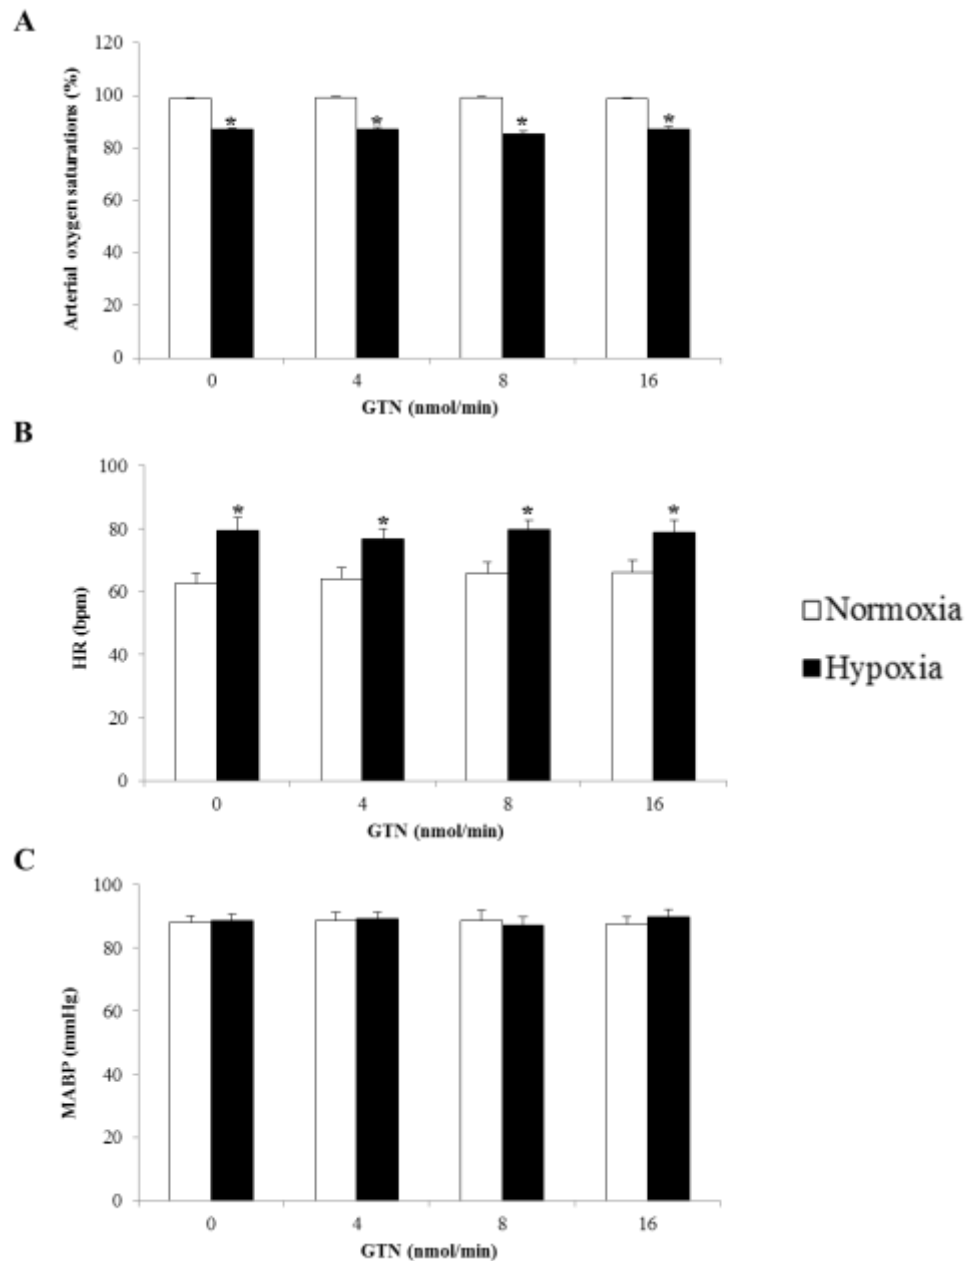 A
120
100
80
60
40
20
0
Arterial oxygen saturations (%)
* * * *
0 4 8 16
GTN (nmol/min)
B
100
80
60
40
20
0
HR (bpm)
* * * *
0 4 8 16
GTN (nmol/min)
Normoxia
Hypoxia
C
100
80
60
40
20
0
MABP (mmHg)
0 4 8 16
GTN (nmol/min)